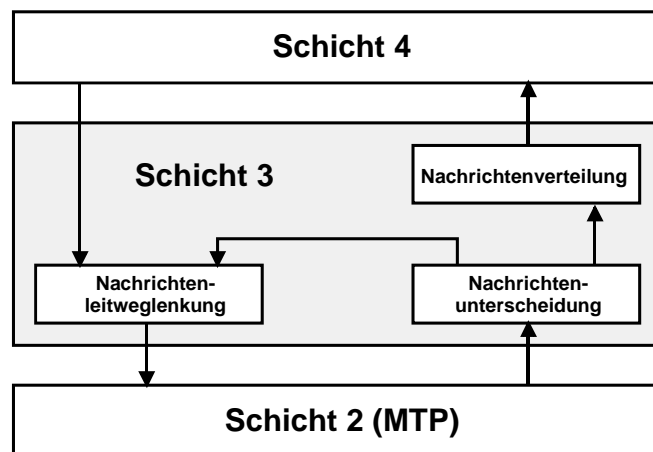 Schicht 4
Schicht 3
Nachrichtenverteilung
Nachrichten-
leitweglenkung
Nachrichten-
unterscheidung
Schicht 2 (MTP)